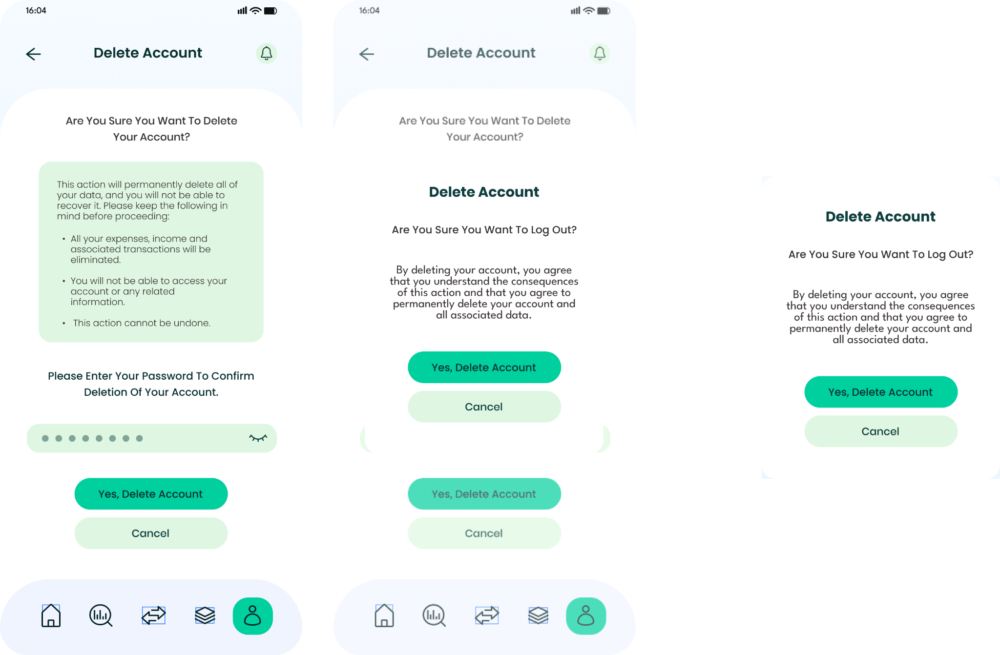 16:04
Delete Account
Are You Sure You Want To Delete
Your Account?
This action will permanently delete all of
your data, and you will not be able to
recover it. Please keep the following in
mind before proceeding:
• All your expenses, income and
associated transactions will be
eliminated.
• You will not be able to access your
account or any related
information.
• This action cannot be undone.
Please Enter Your Password To Confirm
Deletion Of Your Account.
Yes, Delete Account
Cancel
16:04
Delete Account
Are You Sure You Want To Delete
Your Account?
Delete Account
Are You Sure You Want To Log Out?
By deleting your account, you agree
that you understand the consequences
of this action and that you agree to
permanently delete your account and
all associated data.
Yes, Delete Account
Cancel
Yes, Delete Account
Cancel
Delete Account
Are You Sure You Want To Log Out?
By deleting your account, you agree
that you understand the consequences
of this action and that you agree to
permanently delete your account and
all associated data.
Yes, Delete Account
Cancel